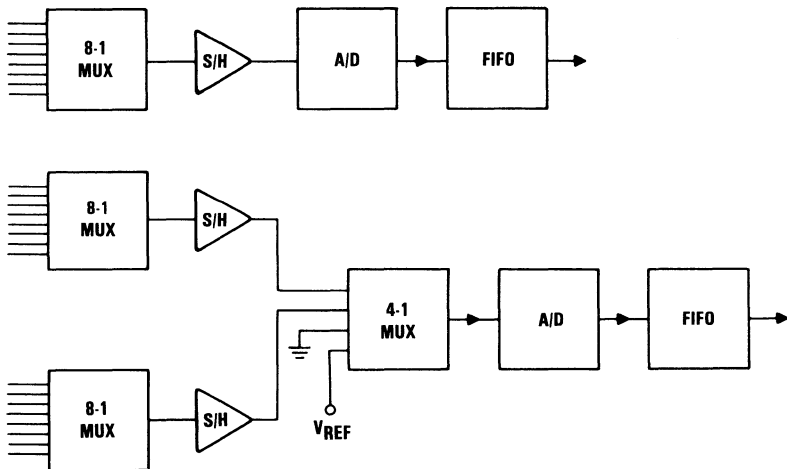 8-1
MUX
S/H
A/D
FIFO
8-1
MUX
S/H
4-1
MUX
A/D
FIFO
8-1
MUX
S/H
VREF